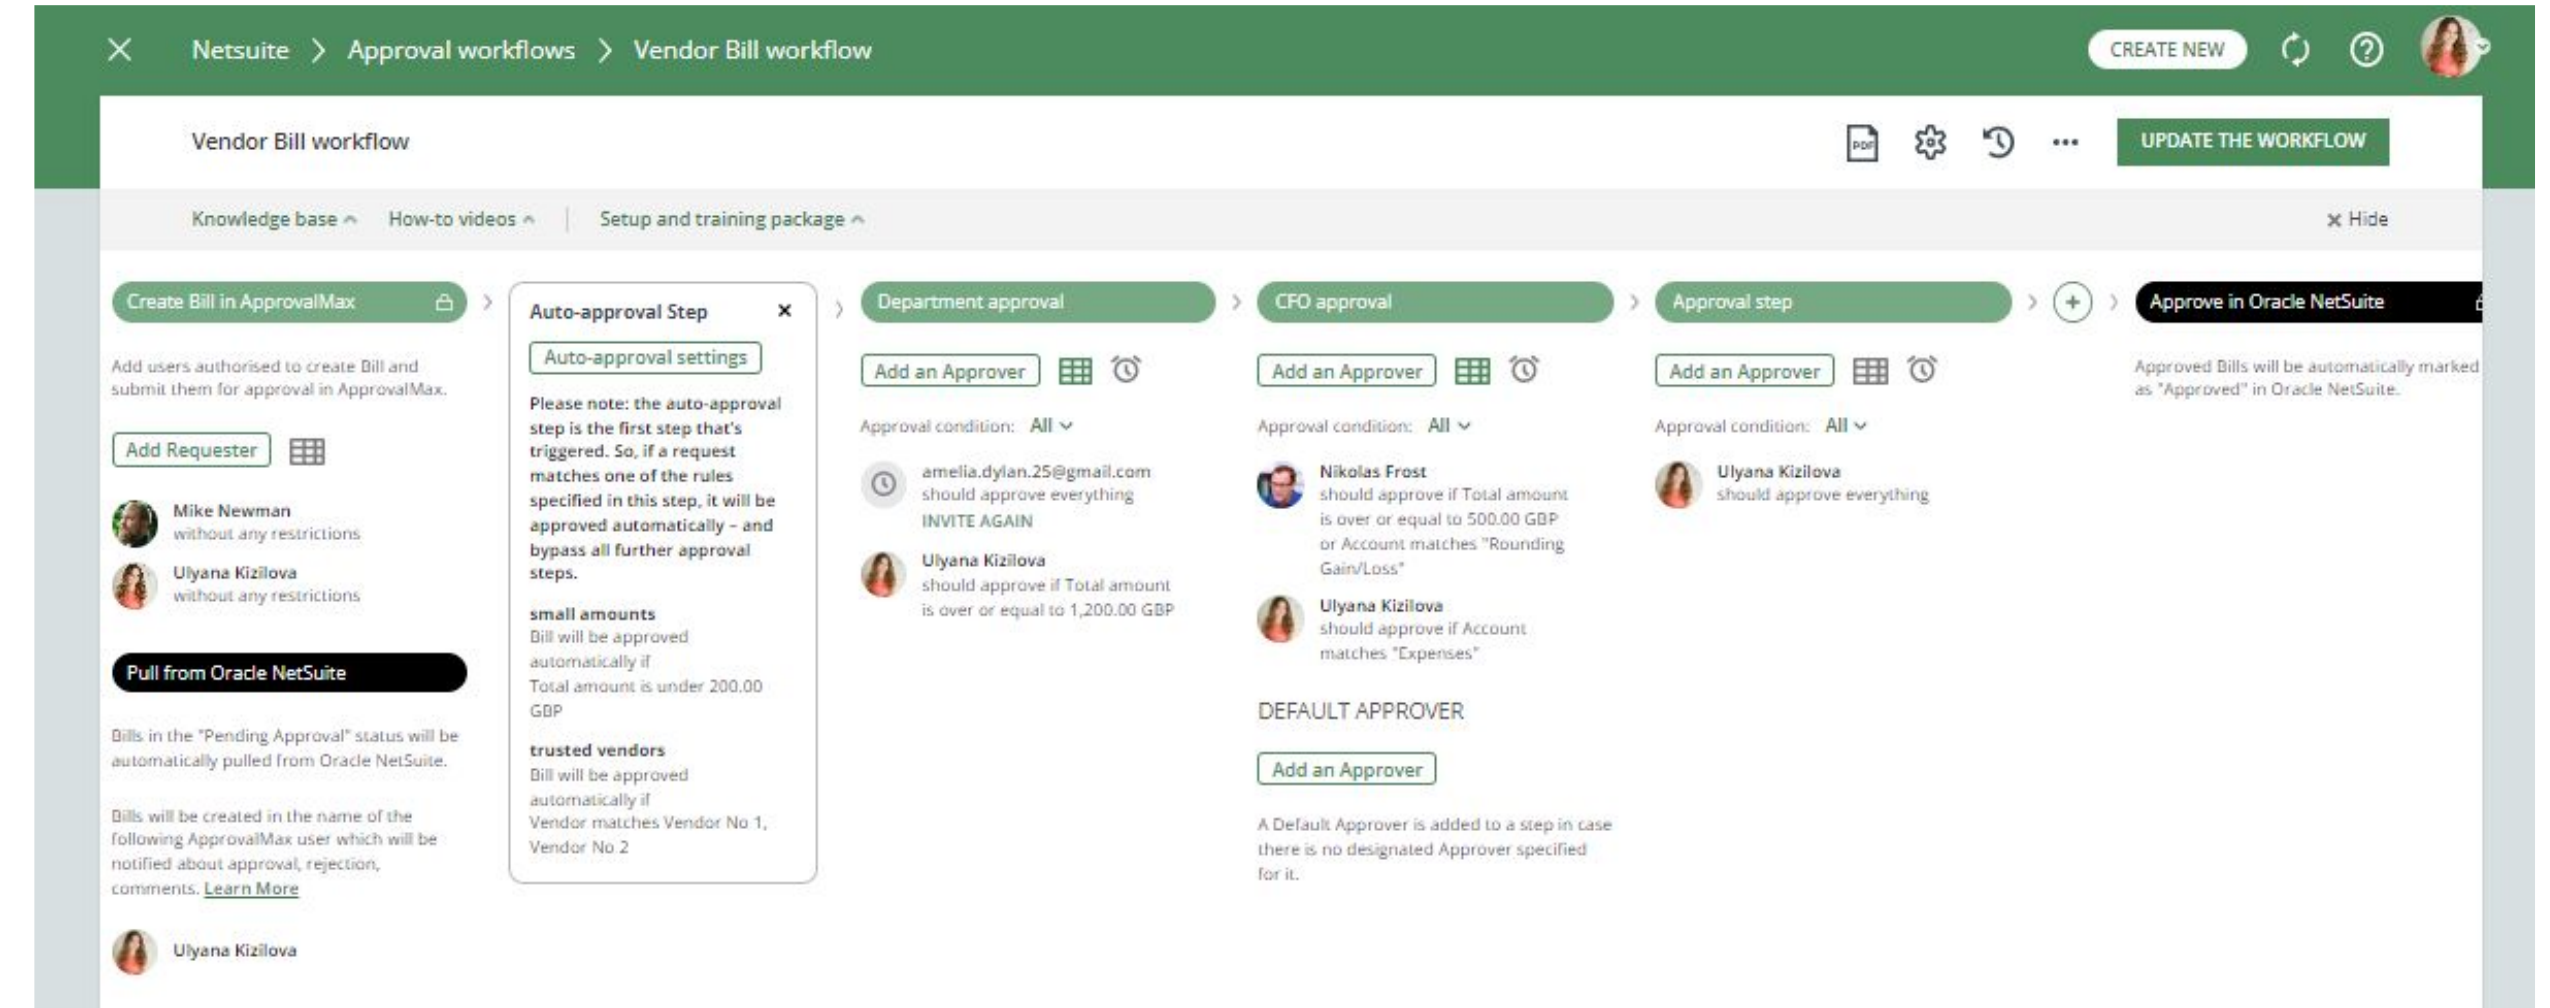 Netsuite > Approval workflows > Vendor Bill workflow
CREATE NEW
Vendor Bill workflow
PDF
UPDATE THE WORKFLOW
Knowledge base
How-to videos
Setup and training package
Hide
Create Bill in ApprovalMax
Add users authorised to create Bill and
submit them for approval in ApprovalMax.
Add Requester
Mike Newman
without any restrictions
Ulyana Kizilova
without any restrictions
Pull from Oracle NetSuite
Bills in the "Pending Approval" status will be
automatically pulled from Oracle NetSuite.
Bills will be created in the name of the
following ApprovalMax user which will be
notified about approval, rejection,
comments. Learn More
Ulyana Kizilova
Auto-approval Step
Auto-approval settings
Please note: the auto-approval
step is the first step that's
triggered. So, if a request
matches one of the rules
specified in this step, it will be
approved automatically – and
bypass all further approval
steps.
small amounts
Bill will be approved
automatically if
Total amount is under 200.00
GBP
trusted vendors
Bill will be approved
automatically if
Vendor matches Vendor No 1,
Vendor No 2
Department approval
Add an Approver
Approval condition: All
amelia.dylan.25@gmail.com
should approve everything
INVITE AGAIN
Ulyana Kizilova
should approve if Total amount
is over or equal to 1,200.00 GBP
CFO approval
Add an Approver
Approval condition: All
Nikolas Frost
should approve if Total amount
is over or equal to 500.00 GBP
or Account matches "Rounding
Gain/Loss"
Ulyana Kizilova
should approve if Account
matches "Expenses"
DEFAULT APPROVER
Add an Approver
A Default Approver is added to a step in case
there is no designated Approver specified
for it.
Approval step
Add an Approver
Approval condition: All
Ulyana Kizilova
should approve everything
Approve in Oracle NetSuite
Approved Bills will be automatically marked
as "Approved" in Oracle NetSuite.